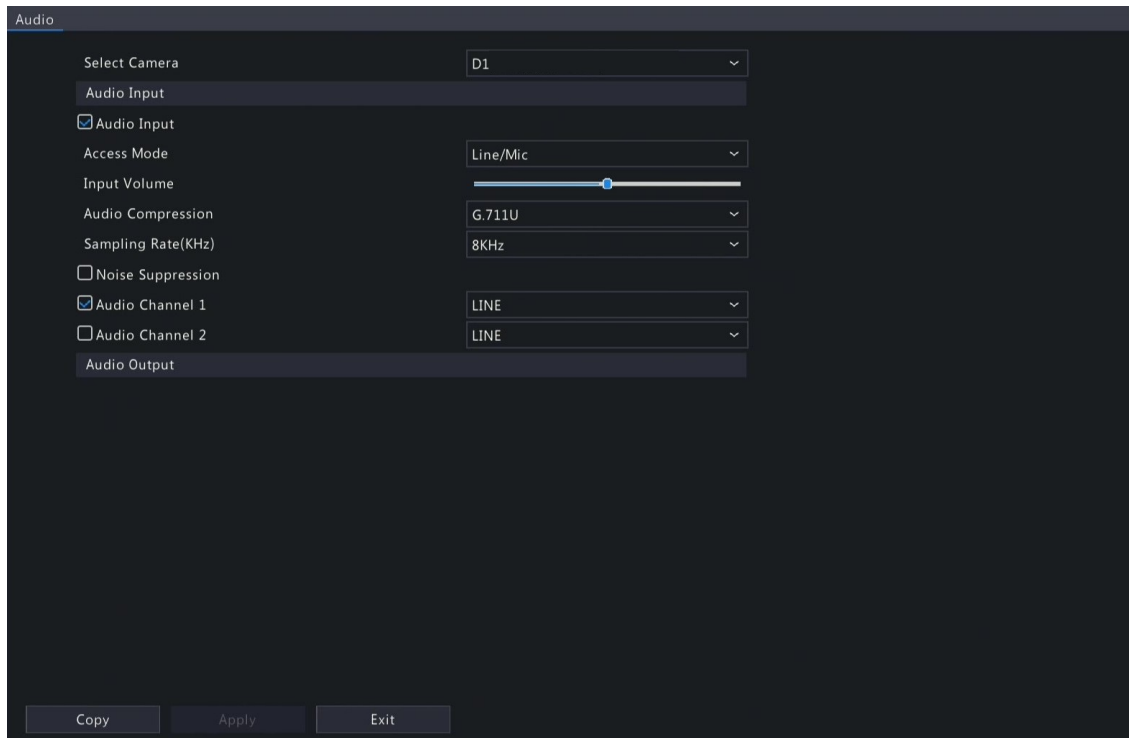 Audio
Select Camera D1
Audio Input
Audio Input
Access Mode Line/Mic
Input Volume
Audio Compression G.711U
Sampling Rate(KHz) 8KHz
Noise Suppression
Audio Channel 1 LINE
Audio Channel 2 LINE
Audio Output
Copy Apply Exit